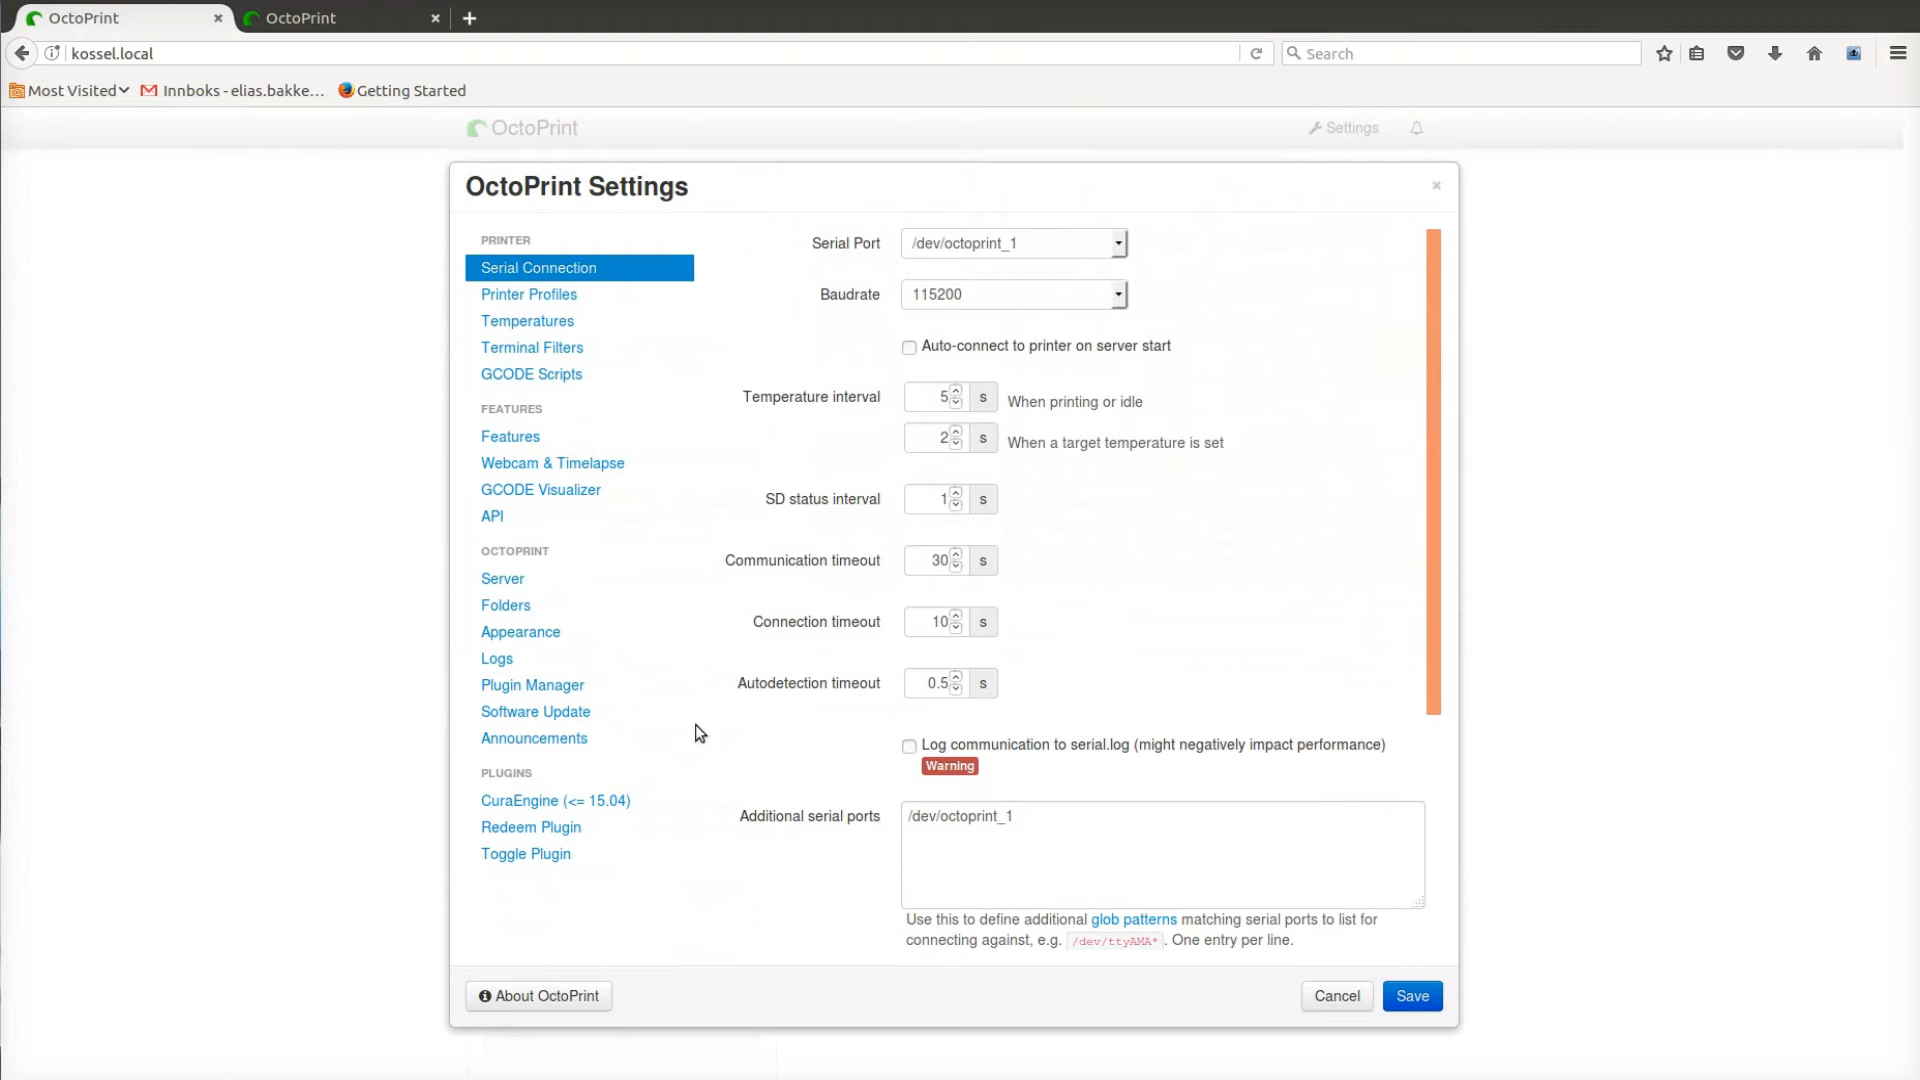 OctoPrint
OctoPrint
kossel.local
Search
Most Visited
Innboks - elias.bakke...
Getting Started
OctoPrint
Settings
OctoPrint Settings
PRINTER
Serial Connection
Printer Profiles
Temperatures
Terminal Filters
GCODE Scripts
FEATURES
Features
Webcam & Timelapse
GCODE Visualizer
API
OCTOPRINT
Server
Folders
Appearance
Logs
Plugin Manager
Software Update
Announcements
PLUGINS
CuraEngine (<= 15.04)
Redeem Plugin
Toggle Plugin
Serial Port /dev/octoprint_1
Baudrate 115200
Auto-connect to printer on server start
Temperature interval 5 s When printing or idle
2 s When a target temperature is set
SD status interval 1 s
Communication timeout 30 s
Connection timeout 10 s
Autodetection timeout 0.5 s
Log communication to serial.log (might negatively impact performance)
Warning
Additional serial ports /dev/octoprint_1
Use this to define additional glob patterns matching serial ports to list for
connecting against, e.g. /dev/ttyAMA* . One entry per line.
About OctoPrint
Cancel
Save